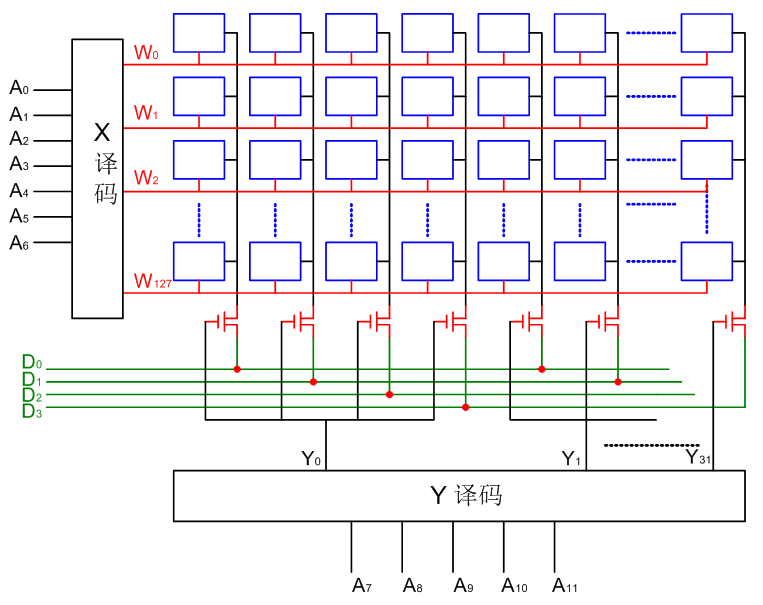 W0
A0
A1
W1
X
译
码
A2
A3
A4
W2
A5
A6
W127
D0
D1
D2
D3
Y0 Y1 Y31
Y 译码
A7 A8 A9 A10 A11